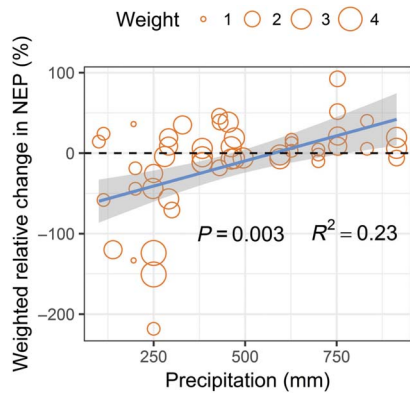 Weight 1 2 3 4
Weighted relative change in NEP (%)
100
0
−100
−200
P = 0.003 R² = 0.23
250 500 750
Precipitation (mm)